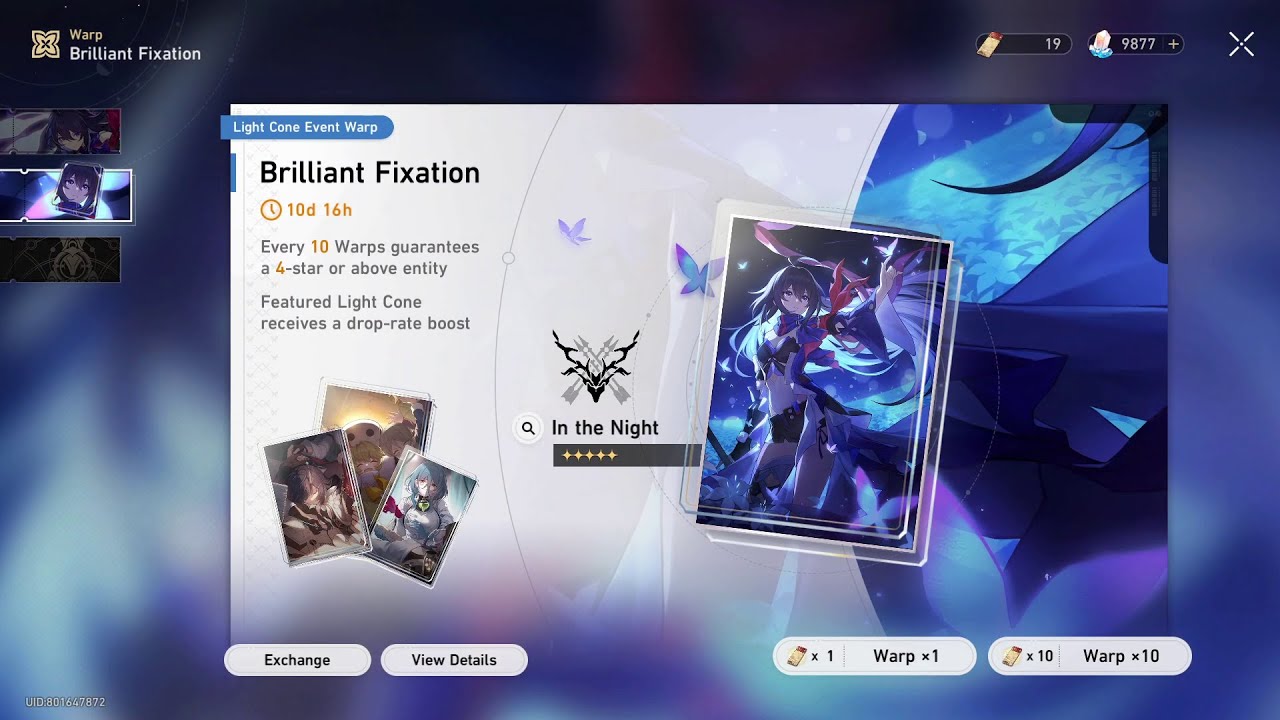 Warp
Brilliant Fixation
19
9877 +
Light Cone Event Warp
Brilliant Fixation
10d 16h
Every 10 Warps guarantees
a 4-star or above entity
Featured Light Cone
receives a drop-rate boost
In the Night
Exchange
View Details
x 1 Warp ×1
x 10 Warp ×10
UID:801647872